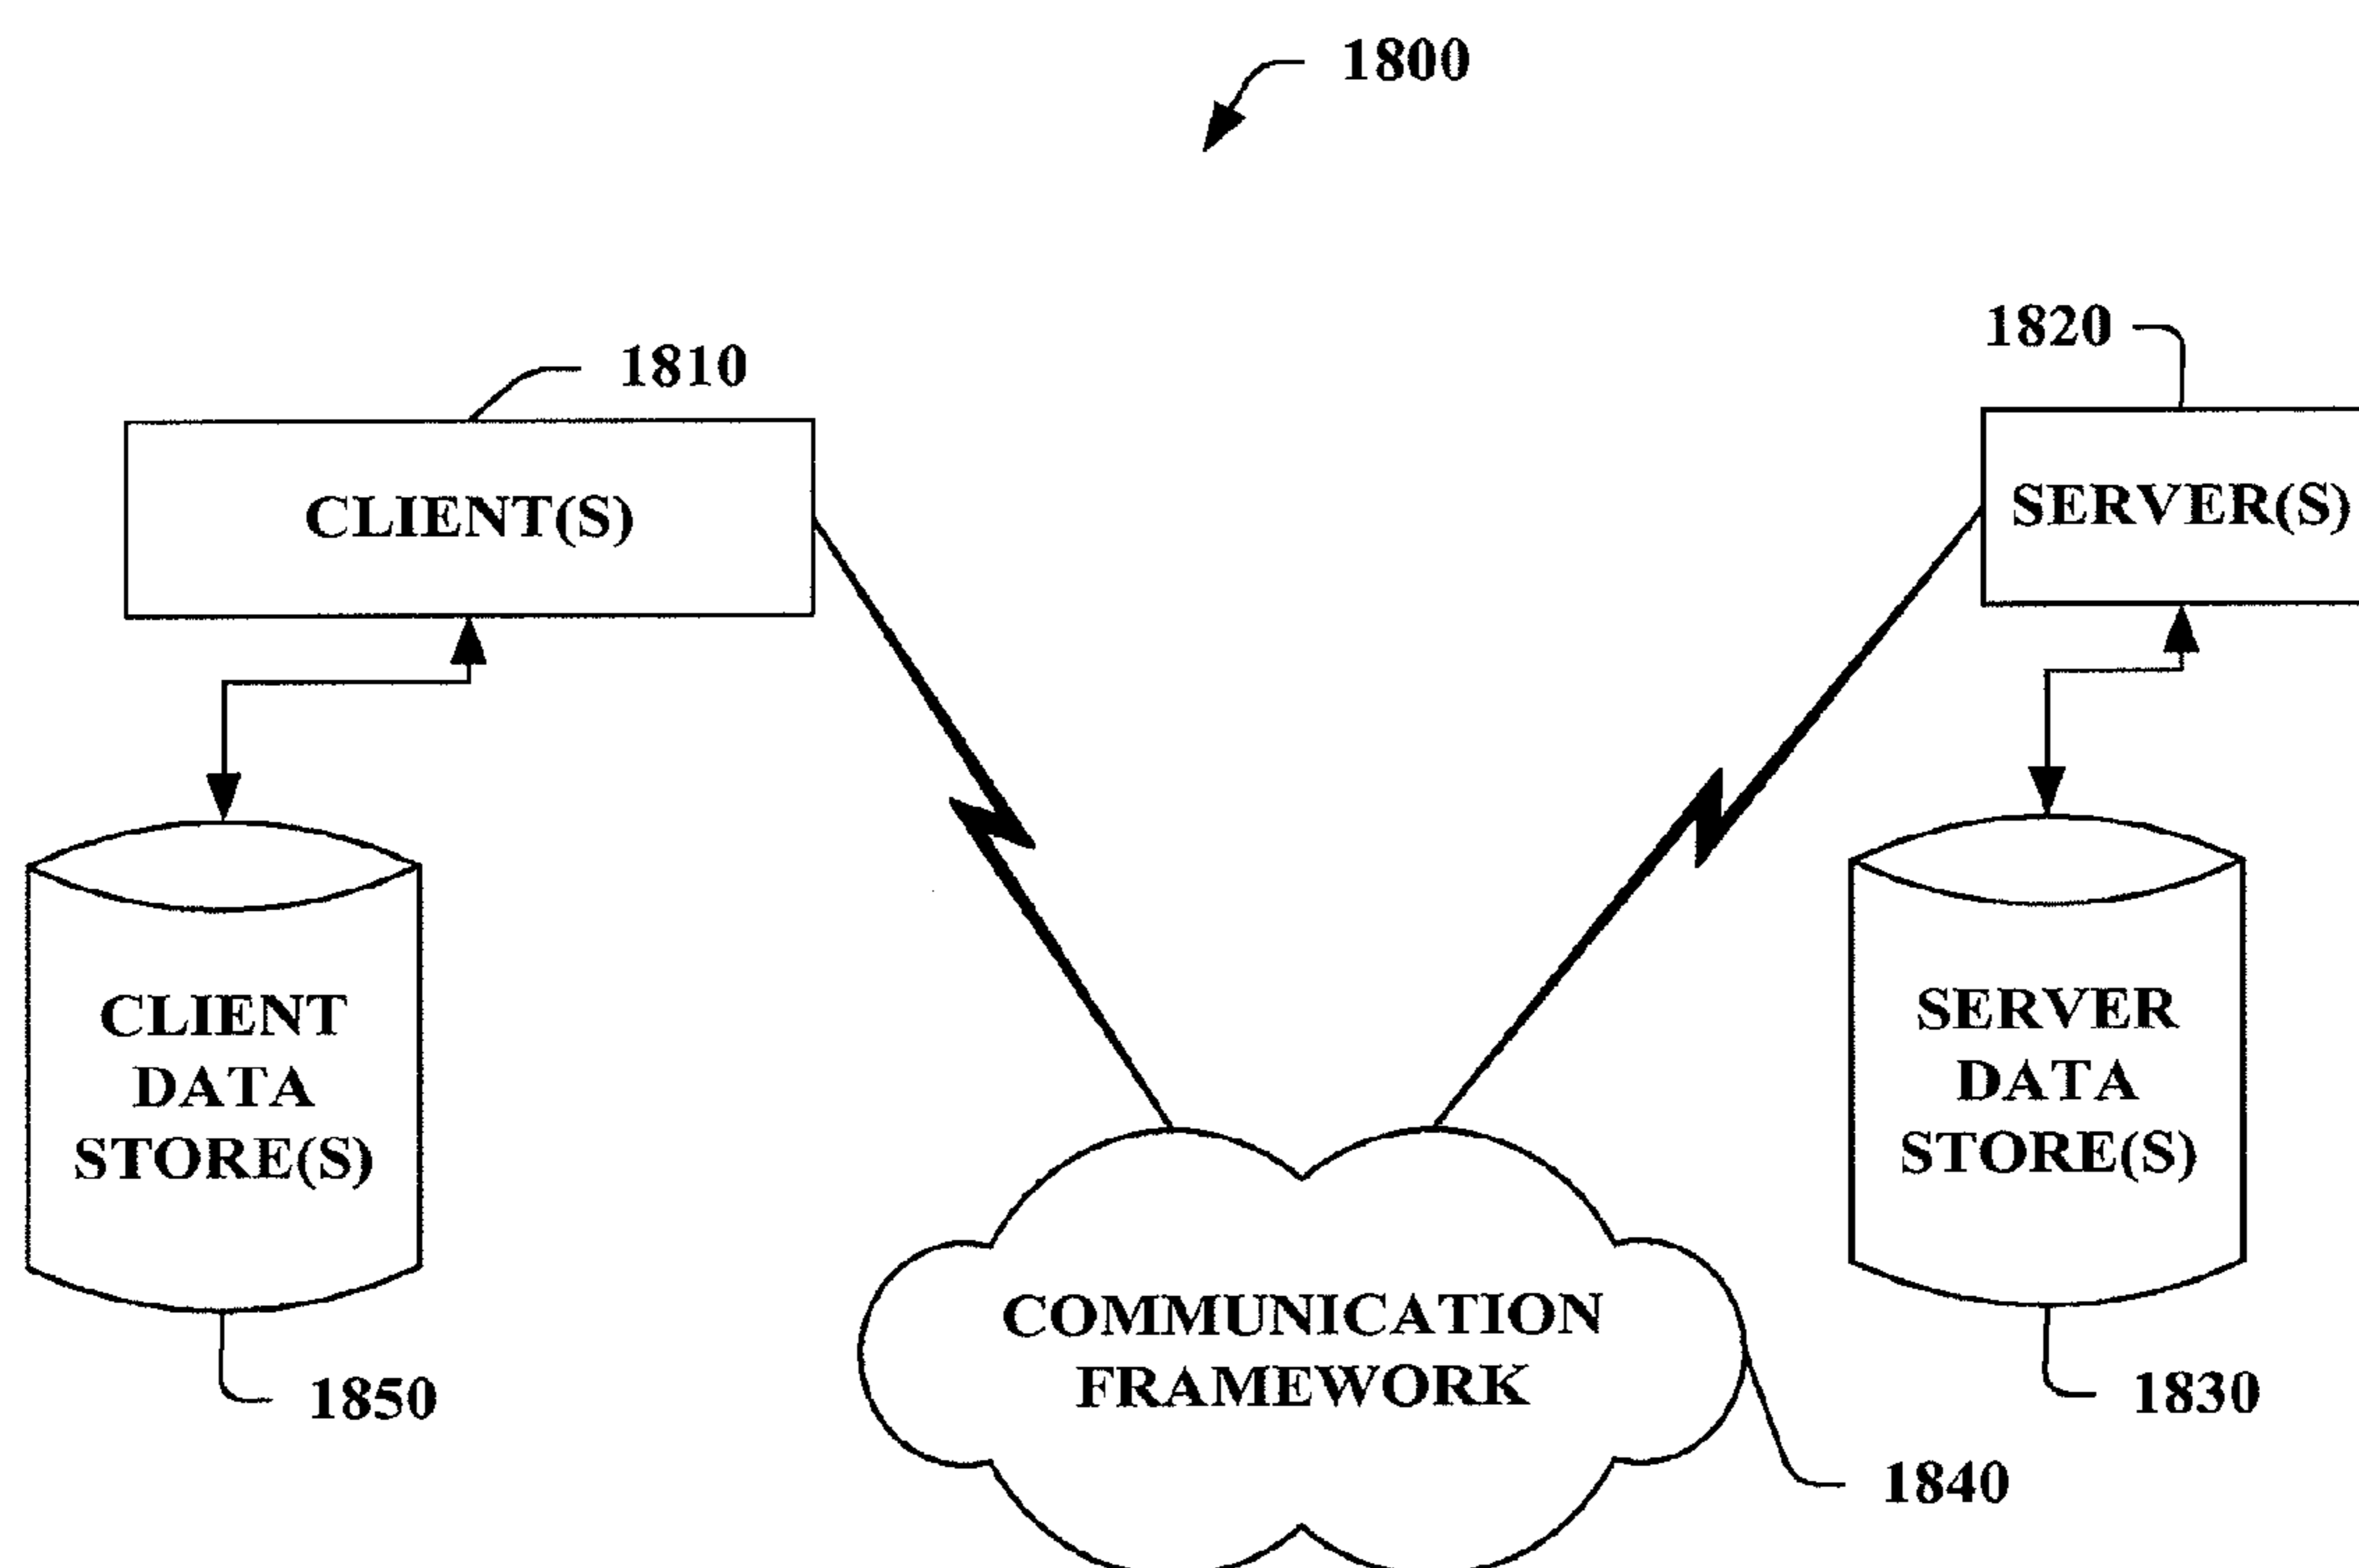 1800
1810
1820
CLIENT(S)
SERVER(S)
CLIENT
DATA
STORE(S)
SERVER
DATA
STORE(S)
COMMUNICATION
FRAMEWORK
1850
1830
1840